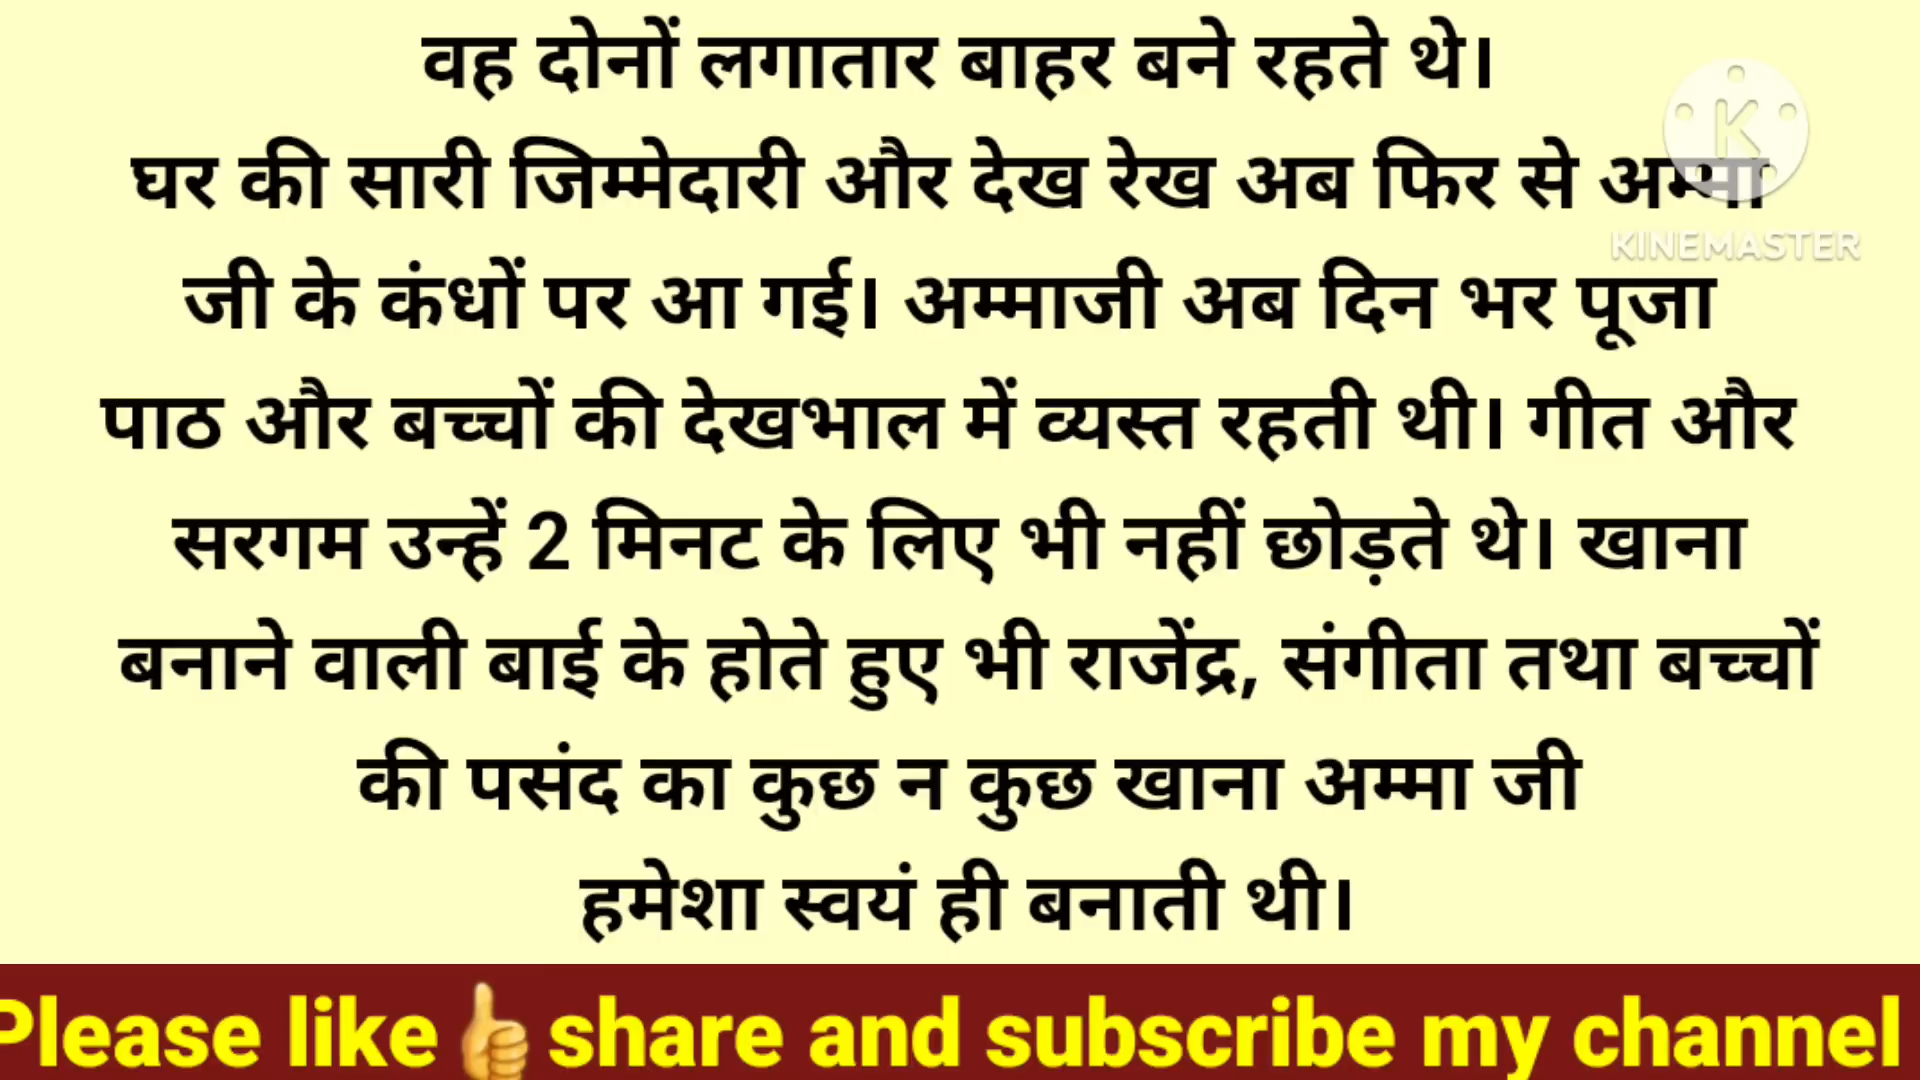 वह दोनों लगातार बाहर बने रहते थे।
घर की सारी जिम्मेदारी और देख रेख अब फिर से अम्मा
जी के कंधों पर आ गई। अम्माजी अब दिन भर पूजा
पाठ और बच्चों की देखभाल में व्यस्त रहती थी। गीत और
सरगम उन्हें 2 मिनट के लिए भी नहीं छोड़ते थे। खाना
बनाने वाली बाई के होते हुए भी राजेंद्र, संगीता तथा बच्चों
की पसंद का कुछ न कुछ खाना अम्मा जी
हमेशा स्वयं ही बनाती थी।
K
KINEMASTER
Please like 👍 share and subscribe my channel